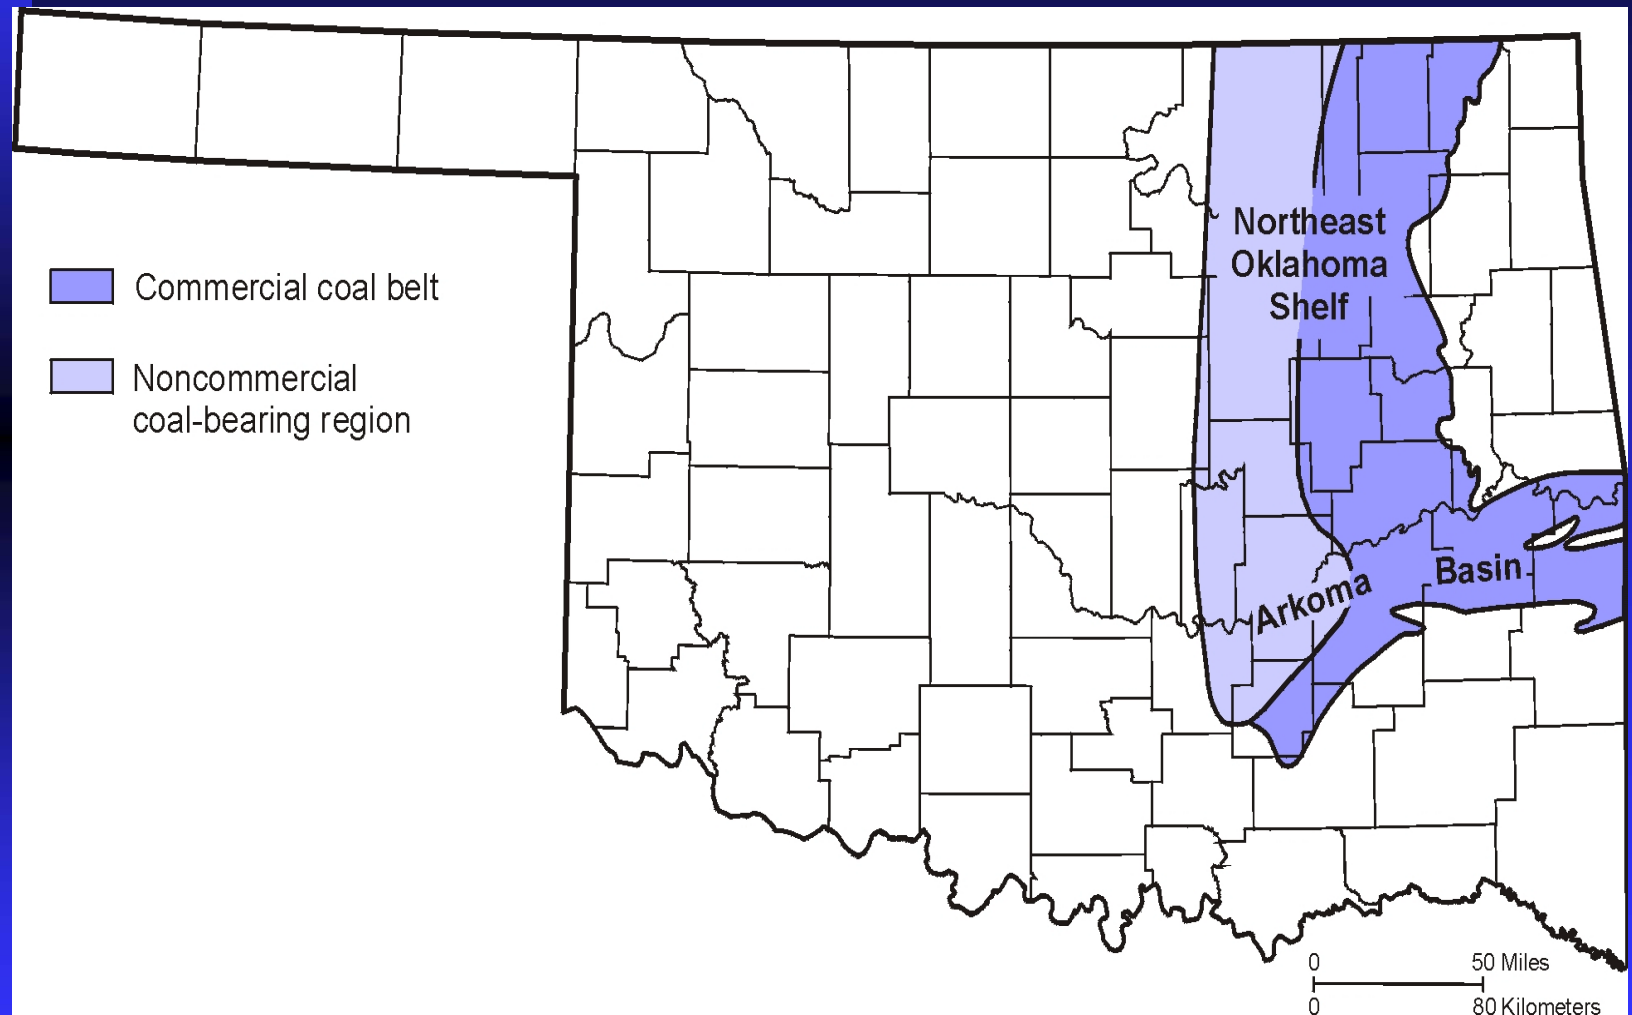 Northeast
Oklahoma
Shelf
Commercial coal belt
Noncommercial
coal-bearing region
Arkoma Basin
0 50 Miles
0 80 Kilometers